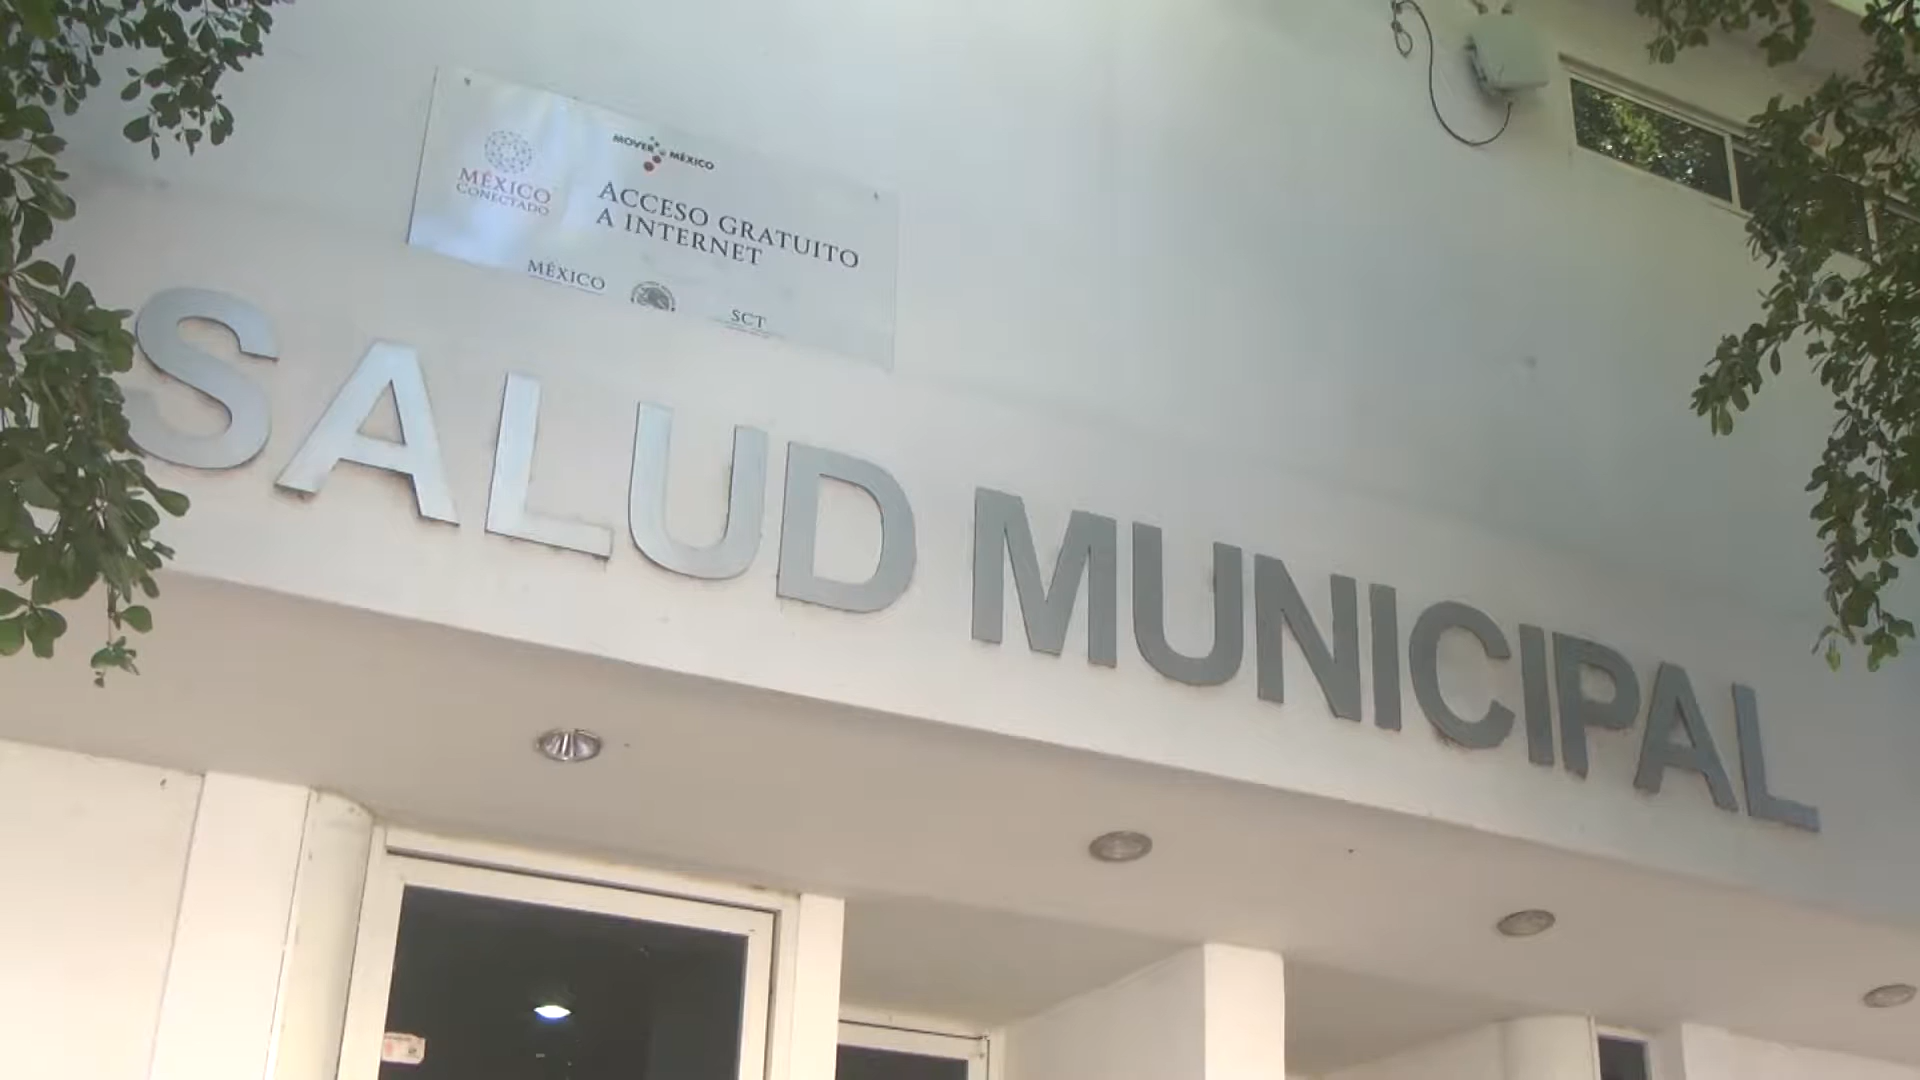 MOVER A MÉXICO
MÉXICO
CONECTADO
ACCESO GRATUITO
A INTERNET
MÉXICO
SCT
SALUD MUNICIPAL